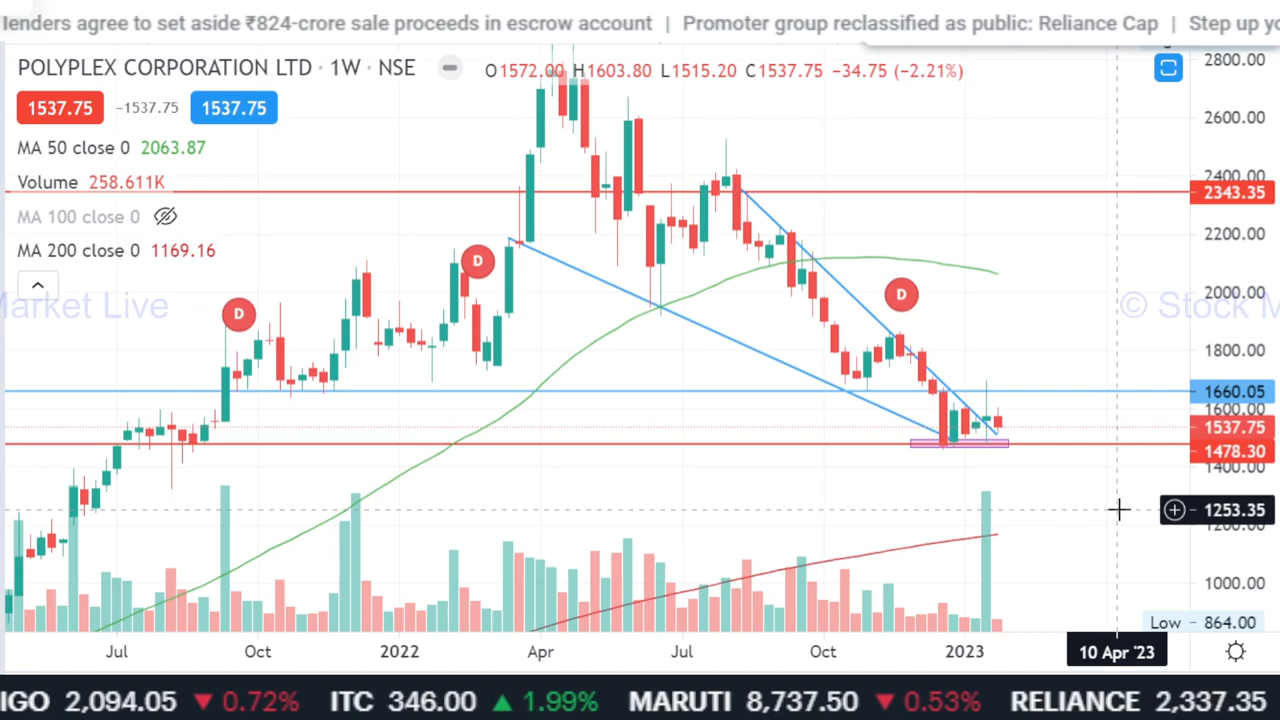 lenders agree to set aside ₹824-crore sale proceeds in escrow account | Promoter group reclassified as public: Reliance Cap | Step up
POLYPLEX CORPORATION LTD · 1W · NSE O1572.00 H1603.80 L1515.20 C1537.75 −34.75 (−2.21%)
2800.00
1537.75 −1537.75 1537.75
2600.00
MA 50 close 0 2063.87
2400.00
Volume 258.611K
2343.35
MA 100 close 0
2200.00
MA 200 close 0 1169.16
D
D
D
2000.00
Market Live
© Stock M
1800.00
1660.05
1600.00
1537.75
1478.30
1400.00
1253.35
1200.00
1000.00
Low 864.00
Jul Oct 2022 Apr Jul Oct 2023 10 Apr '23
IGO 2,094.05 ▼ 0.72% ITC 346.00 ▲ 1.99% MARUTI 8,737.50 ▼ 0.53% RELIANCE 2,337.35